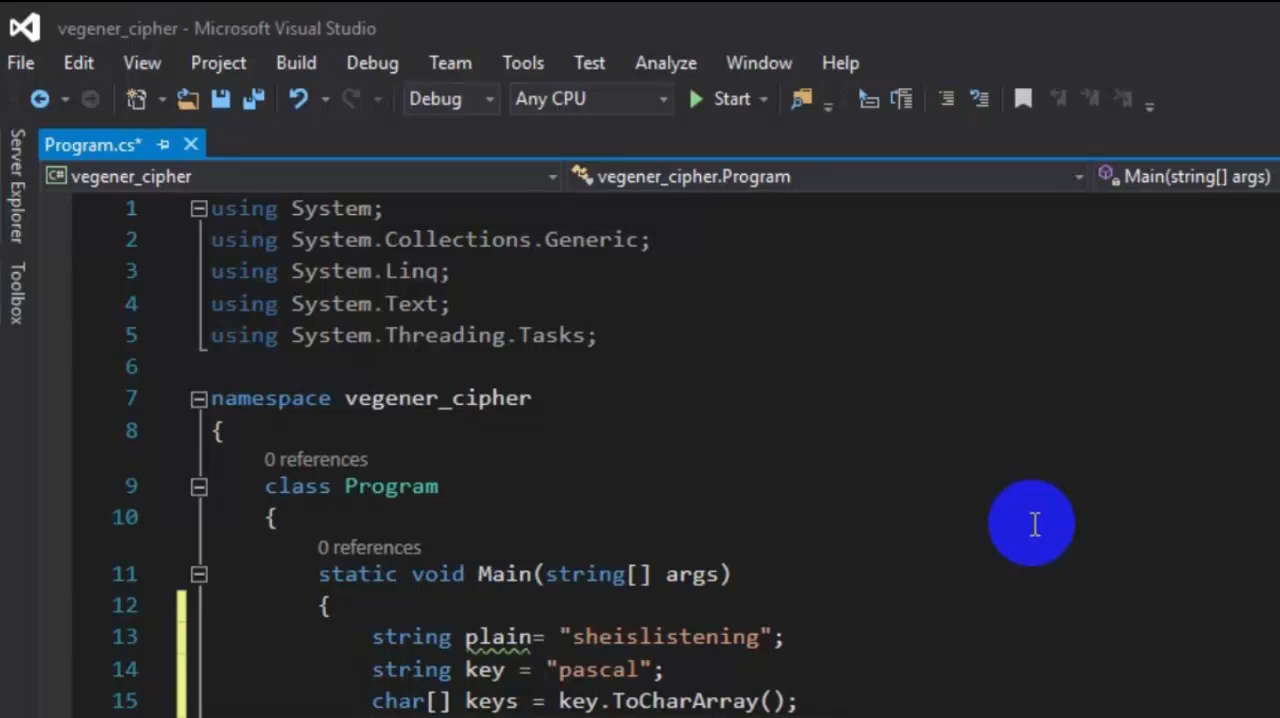 vegener_cipher - Microsoft Visual Studio
File Edit View Project Build Debug Team Tools Test Analyze Window Help
Debug Any CPU Start
Program.cs*
Server Explorer
Toolbox
C# vegener_cipher vegener_cipher.Program Main(string[] args)
1 using System;
2 using System.Collections.Generic;
3 using System.Linq;
4 using System.Text;
5 using System.Threading.Tasks;
6
7 namespace vegener_cipher
8 {
0 references
9 class Program
10 {
0 references
11 static void Main(string[] args)
12 {
13 string plain= "sheislistening";
14 string key = "pascal";
15 char[] keys = key.ToCharArray();